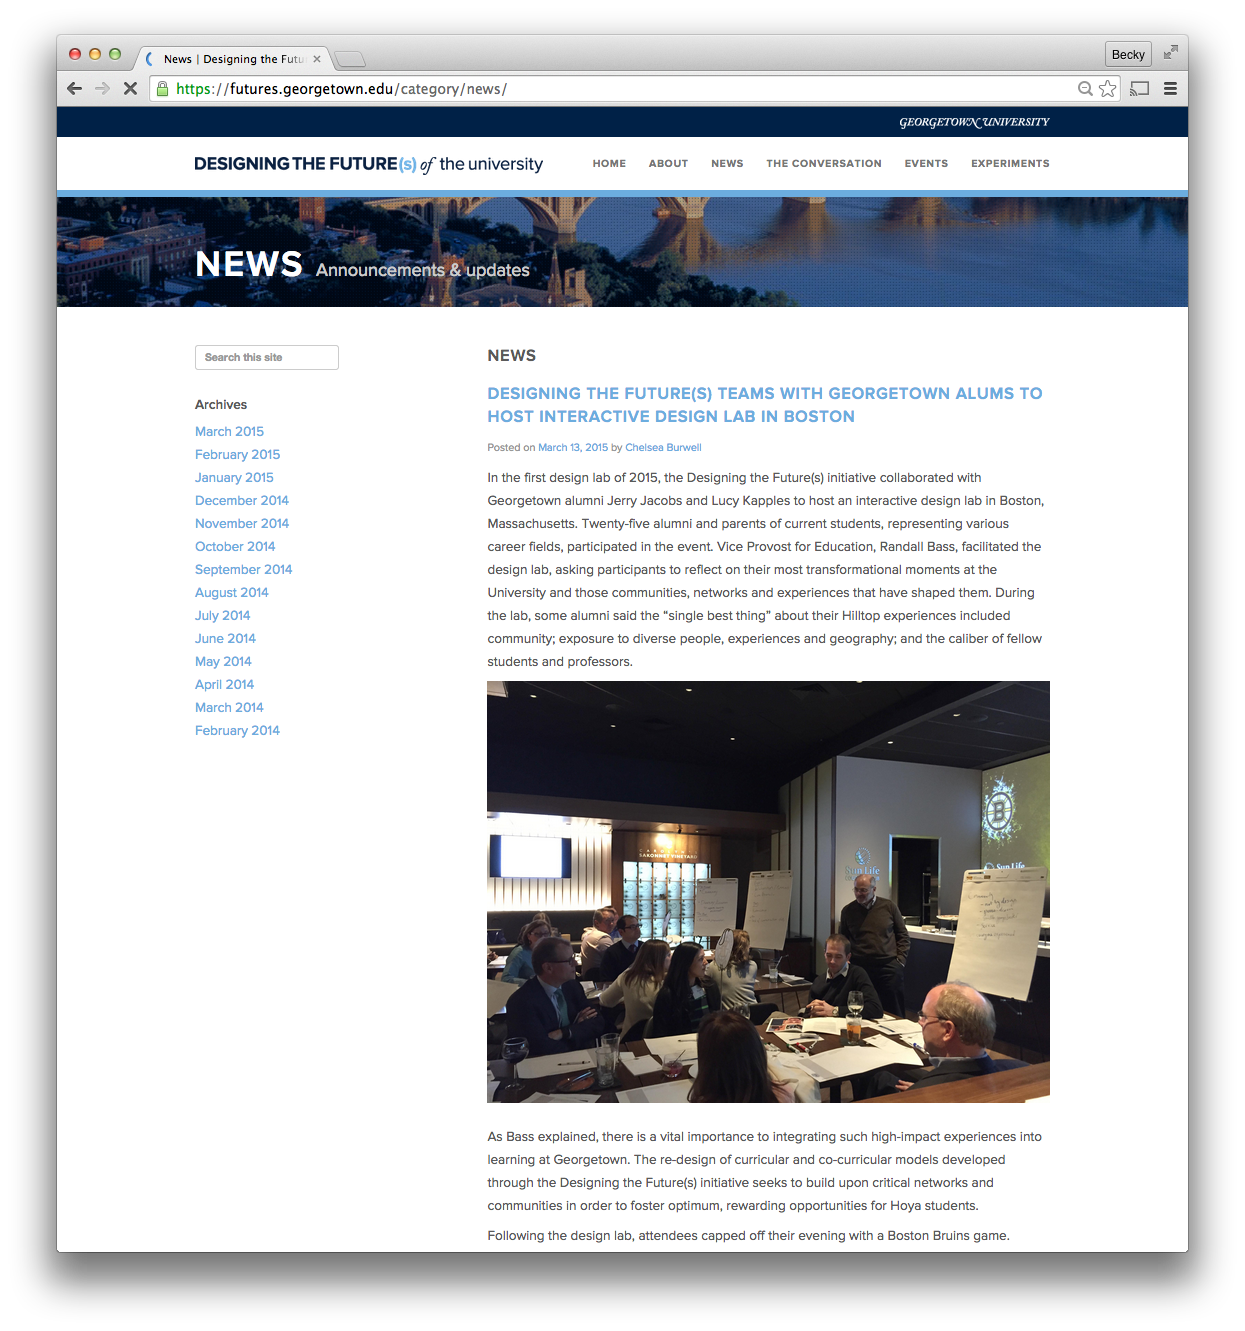 News | Designing the Futu
Becky
https://futures.georgetown.edu/category/news/
GEORGETOWN UNIVERSITY
DESIGNING THE FUTURE(s) of the university
HOME
ABOUT
NEWS
THE CONVERSATION
EVENTS
EXPERIMENTS
NEWS Announcements & updates
Search this site
Archives
March 2015
February 2015
January 2015
December 2014
November 2014
October 2014
September 2014
August 2014
July 2014
June 2014
May 2014
April 2014
March 2014
February 2014
NEWS
DESIGNING THE FUTURE(S) TEAMS WITH GEORGETOWN ALUMS TO
HOST INTERACTIVE DESIGN LAB IN BOSTON
Posted on March 13, 2015 by Chelsea Burwell
In the first design lab of 2015, the Designing the Future(s) initiative collaborated with
Georgetown alumni Jerry Jacobs and Lucy Kapples to host an interactive design lab in Boston,
Massachusetts. Twenty-five alumni and parents of current students, representing various
career fields, participated in the event. Vice Provost for Education, Randall Bass, facilitated the
design lab, asking participants to reflect on their most transformational moments at the
University and those communities, networks and experiences that have shaped them. During
the lab, some alumni said the “single best thing” about their Hilltop experiences included
community; exposure to diverse people, experiences and geography; and the caliber of fellow
students and professors.
B
SAKONNET VINEYARD
Sun Life
Sun Life
As Bass explained, there is a vital importance to integrating such high-impact experiences into
learning at Georgetown. The re-design of curricular and co-curricular models developed
through the Designing the Future(s) initiative seeks to build upon critical networks and
communities in order to foster optimum, rewarding opportunities for Hoya students.
Following the design lab, attendees capped off their evening with a Boston Bruins game.